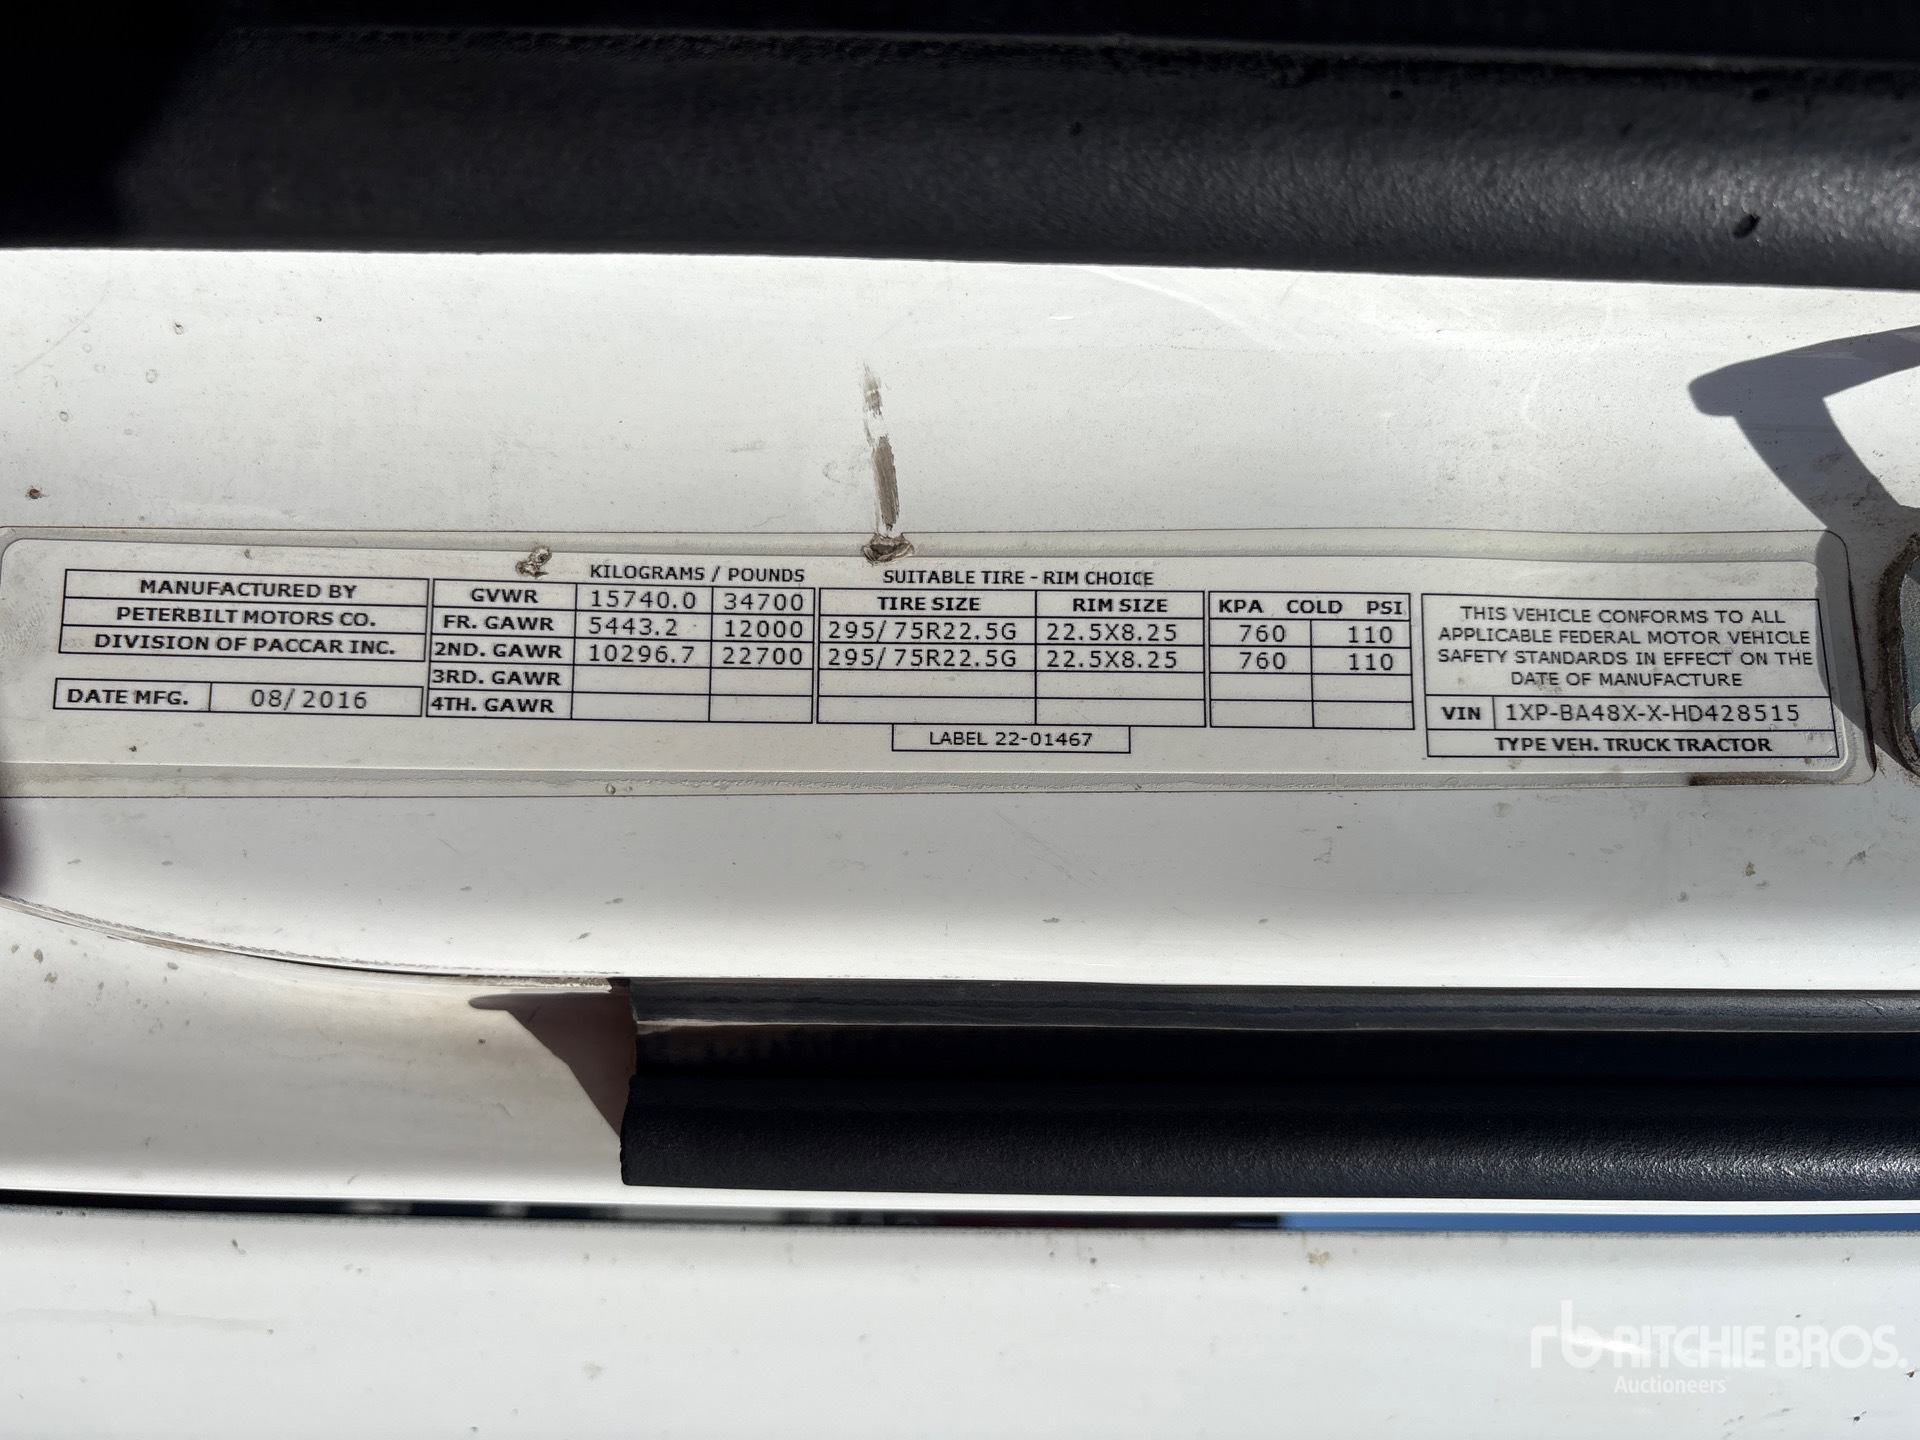 MANUFACTURED BY
PETERBILT MOTORS CO.
DIVISION OF PACCAR INC.
DATE MFG. 08/2016
KILOGRAMS / POUNDS
GVWR 15740.0 34700
FR. GAWR 5443.2 12000
2ND. GAWR 10296.7 22700
3RD. GAWR
4TH. GAWR
SUITABLE TIRE - RIM CHOICE
TIRE SIZE RIM SIZE
295/75R22.5G 22.5X8.25
295/75R22.5G 22.5X8.25
KPA COLD PSI
760 110
760 110
LABEL 22-01467
THIS VEHICLE CONFORMS TO ALL
APPLICABLE FEDERAL MOTOR VEHICLE
SAFETY STANDARDS IN EFFECT ON THE
DATE OF MANUFACTURE
VIN 1XP-BA48X-X-HD428515
TYPE VEH. TRUCK TRACTOR
rb RITCHIE BROS.
Auctioneers